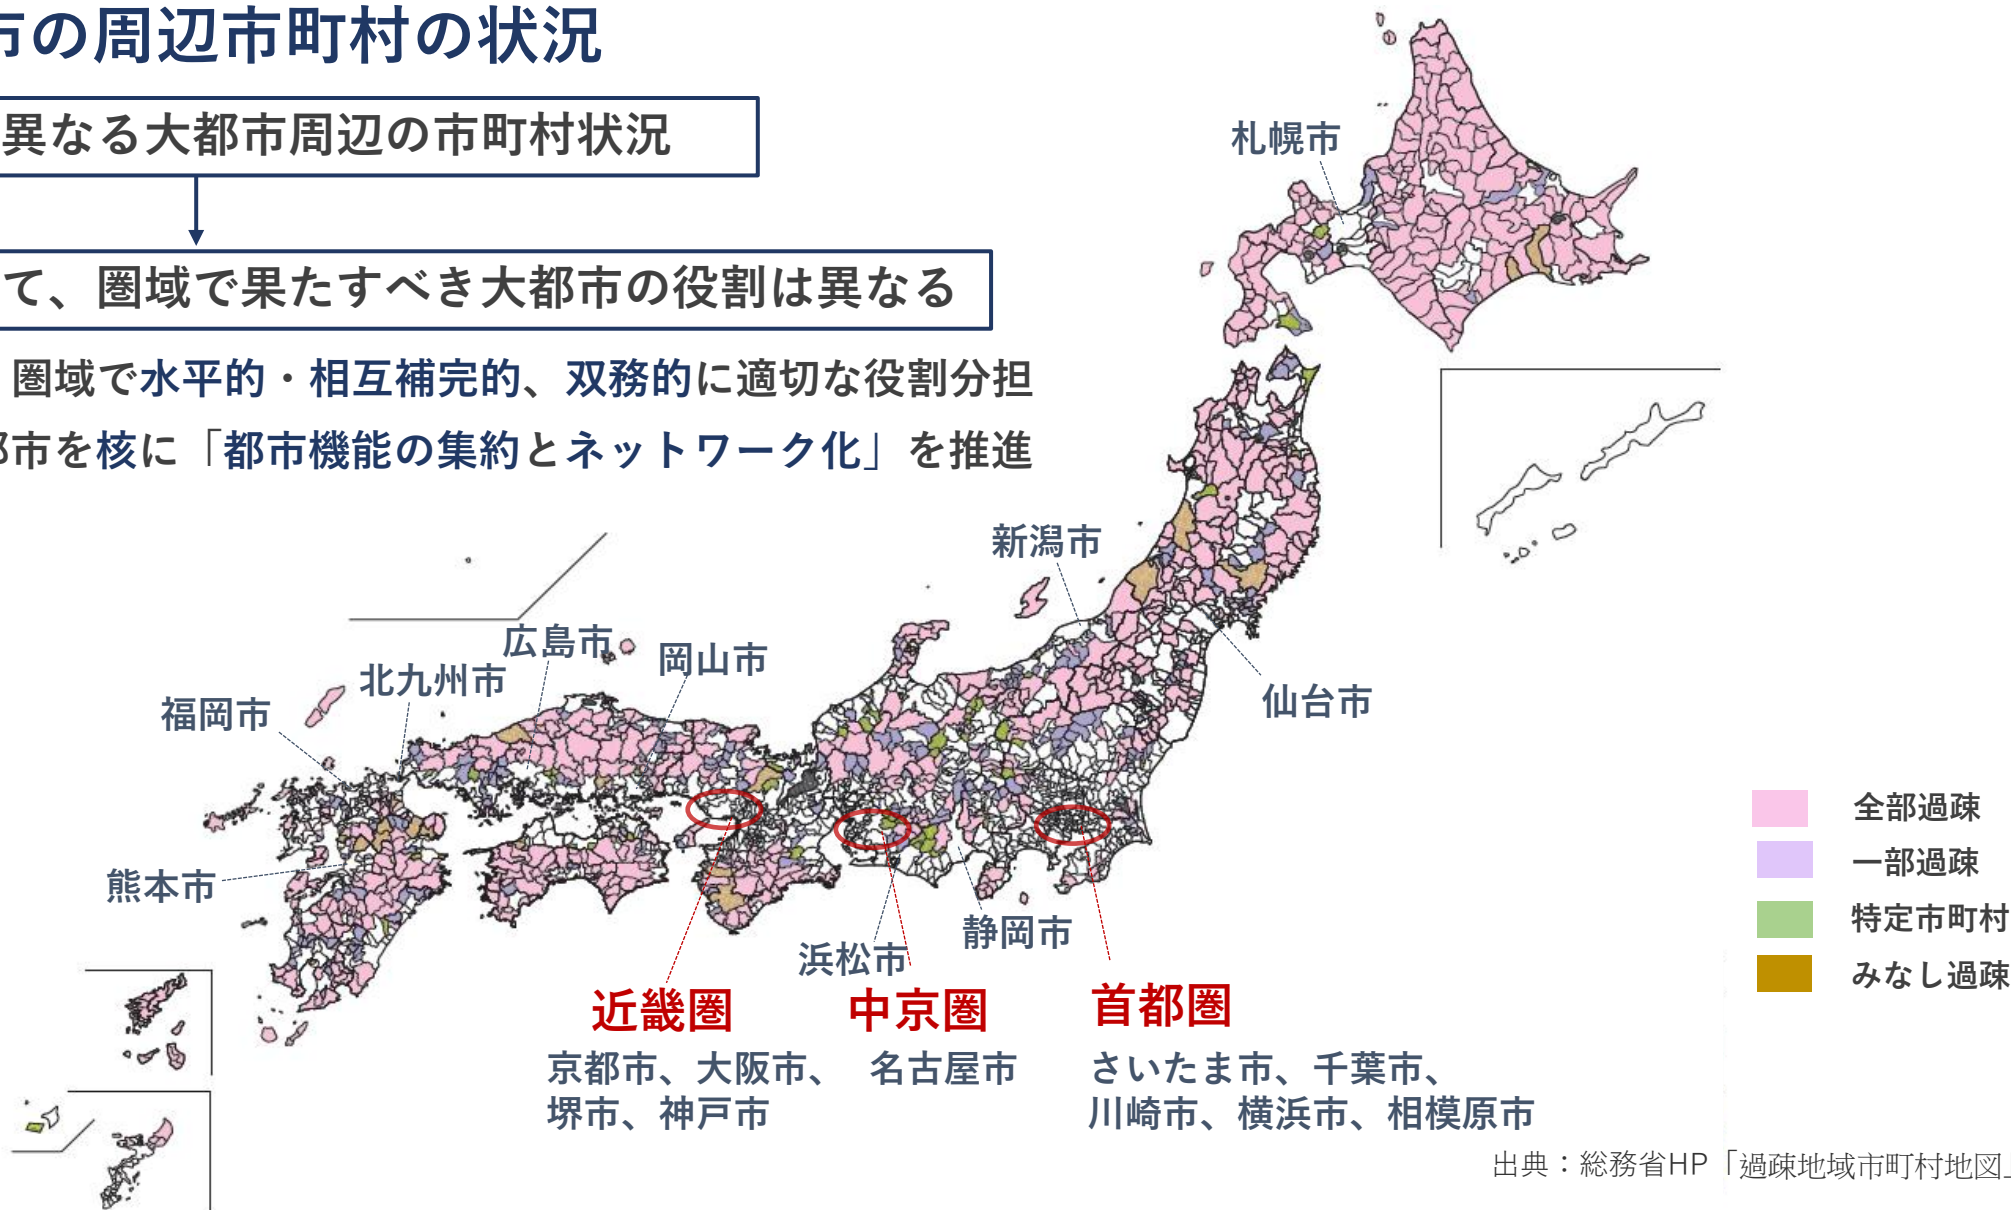 市の周辺市町村の状況
異なる大都市周辺の市町村状況
て、圏域で果たすべき大都市の役割は異なる
圏域で水平的・相互補完的、双務的に適切な役割分担
都市を核に「都市機能の集約とネットワーク化」を推進
札幌市
新潟市
仙台市
広島市
岡山市
北九州市
福岡市
熊本市
浜松市
静岡市
近畿圏
京都市、大阪市、
堺市、神戸市
中京圏
名古屋市
首都圏
さいたま市、千葉市、
川崎市、横浜市、相模原市
全部過疎
一部過疎
特定市町村
みなし過疎
出典：総務省HP「過疎地域市町村地図」